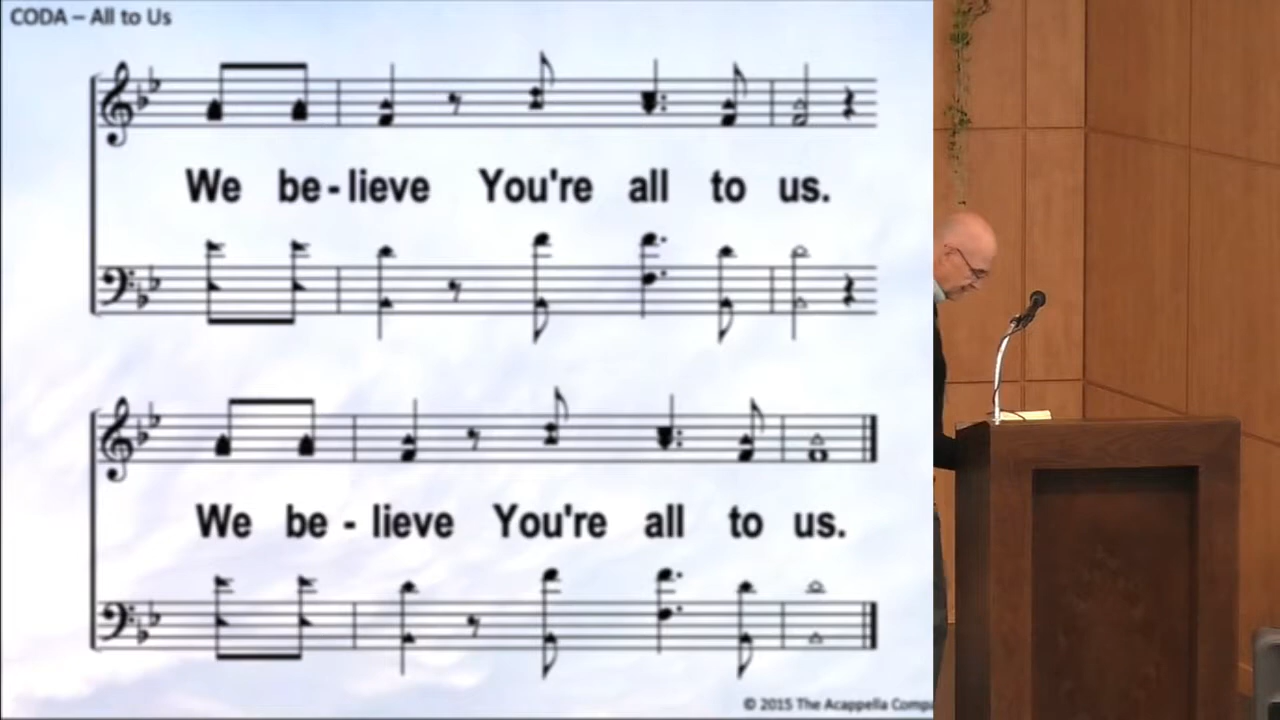 CODA – All to Us
We be-lieve You're all to us.
We be - lieve You're all to us.
© 2015 The Acappella